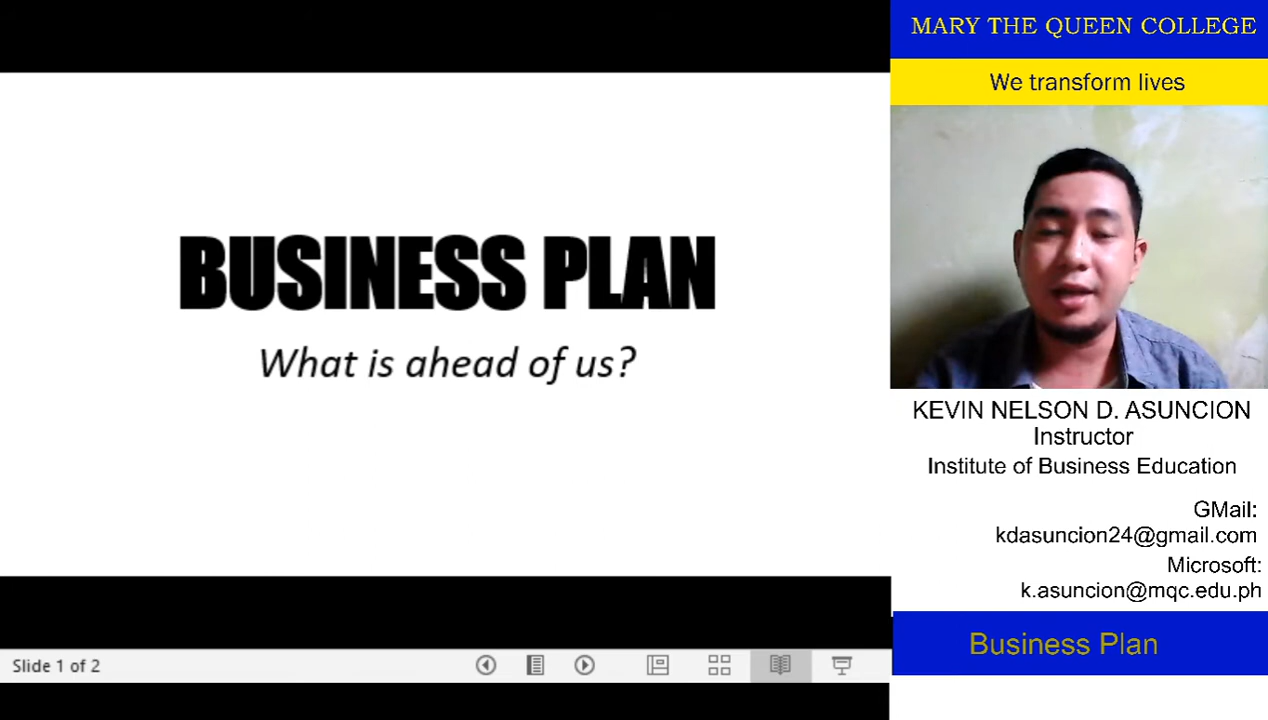 BUSINESS PLAN
What is ahead of us?
Slide 1 of 2
MARY THE QUEEN COLLEGE
We transform lives
KEVIN NELSON D. ASUNCION
Instructor
Institute of Business Education
GMail:
kdasuncion24@gmail.com
Microsoft:
k.asuncion@mqc.edu.ph
Business Plan